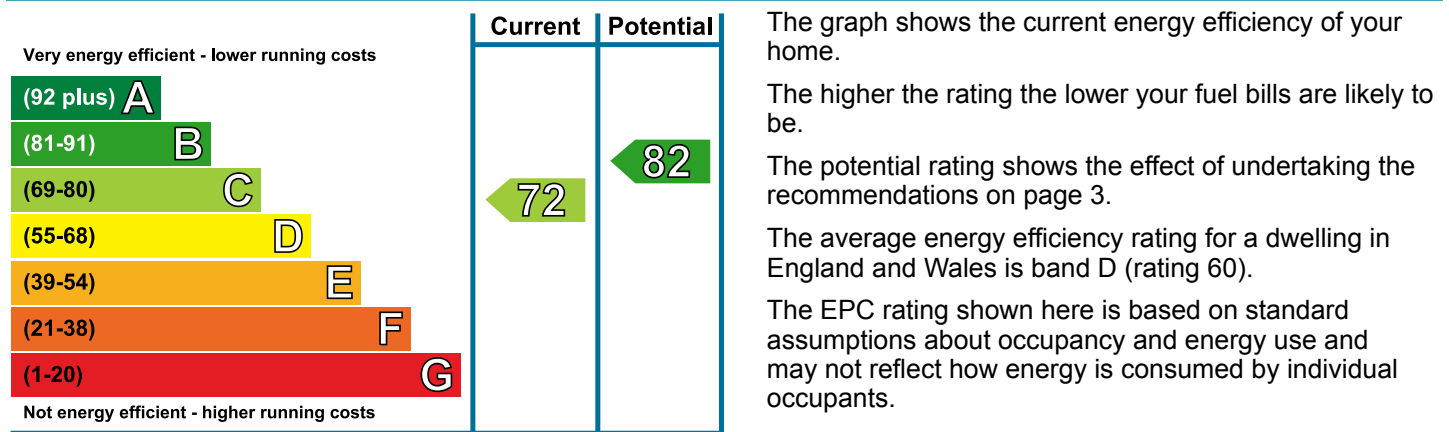 Current Potential
Very energy efficient - lower running costs
(92 plus) A
(81-91) B
82
(69-80) C
72
(55-68) D
(39-54) E
(21-38) F
(1-20) G
Not energy efficient - higher running costs
The graph shows the current energy efficiency of your
home.
The higher the rating the lower your fuel bills are likely to
be.
The potential rating shows the effect of undertaking the
recommendations on page 3.
The average energy efficiency rating for a dwelling in
England and Wales is band D (rating 60).
The EPC rating shown here is based on standard
assumptions about occupancy and energy use and
may not reflect how energy is consumed by individual
occupants.